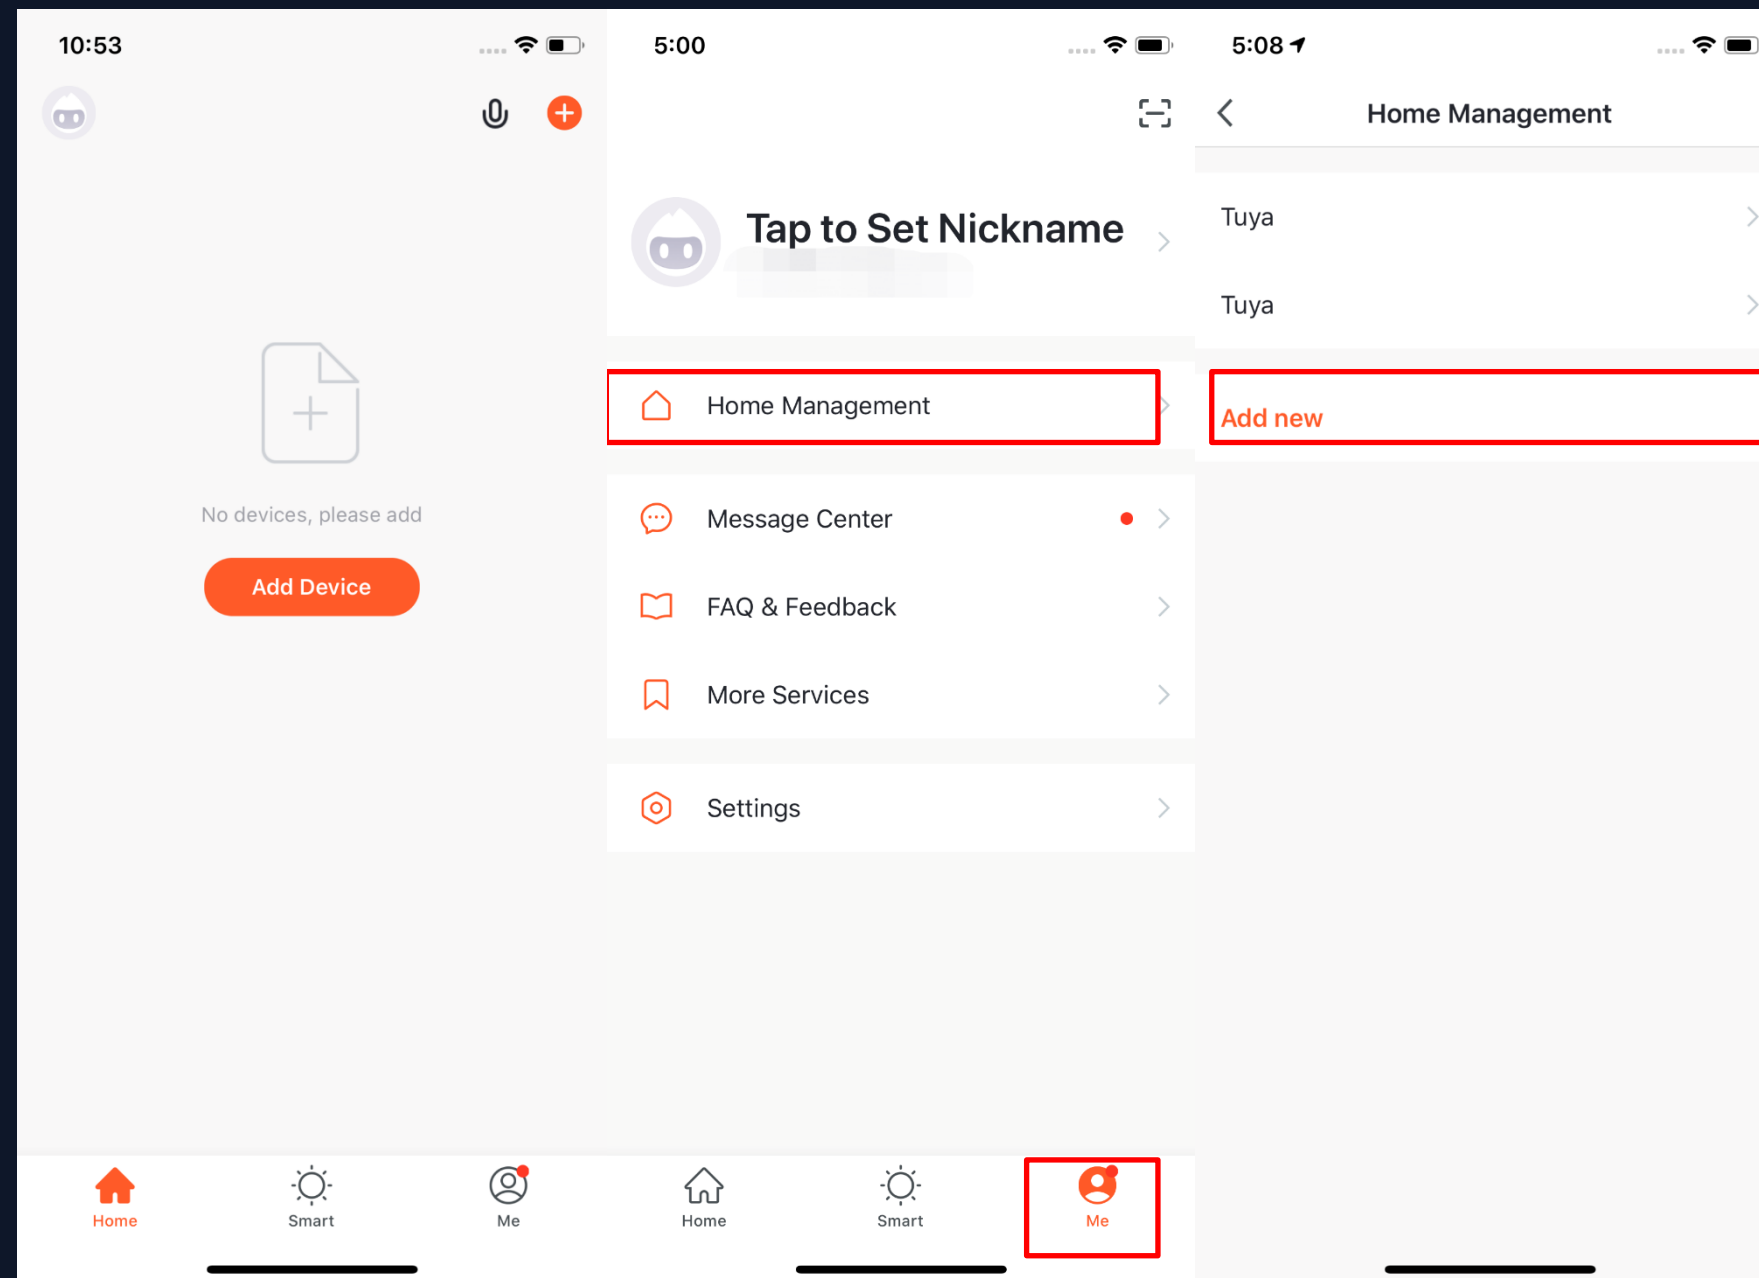 10:53
No devices, please add
Add Device
Home
Smart
Me
5:00
Tap to Set Nickname
Home Management
Message Center
FAQ & Feedback
More Services
Settings
Home
Smart
Me
5:08
Home Management
Tuya
Tuya
Add new